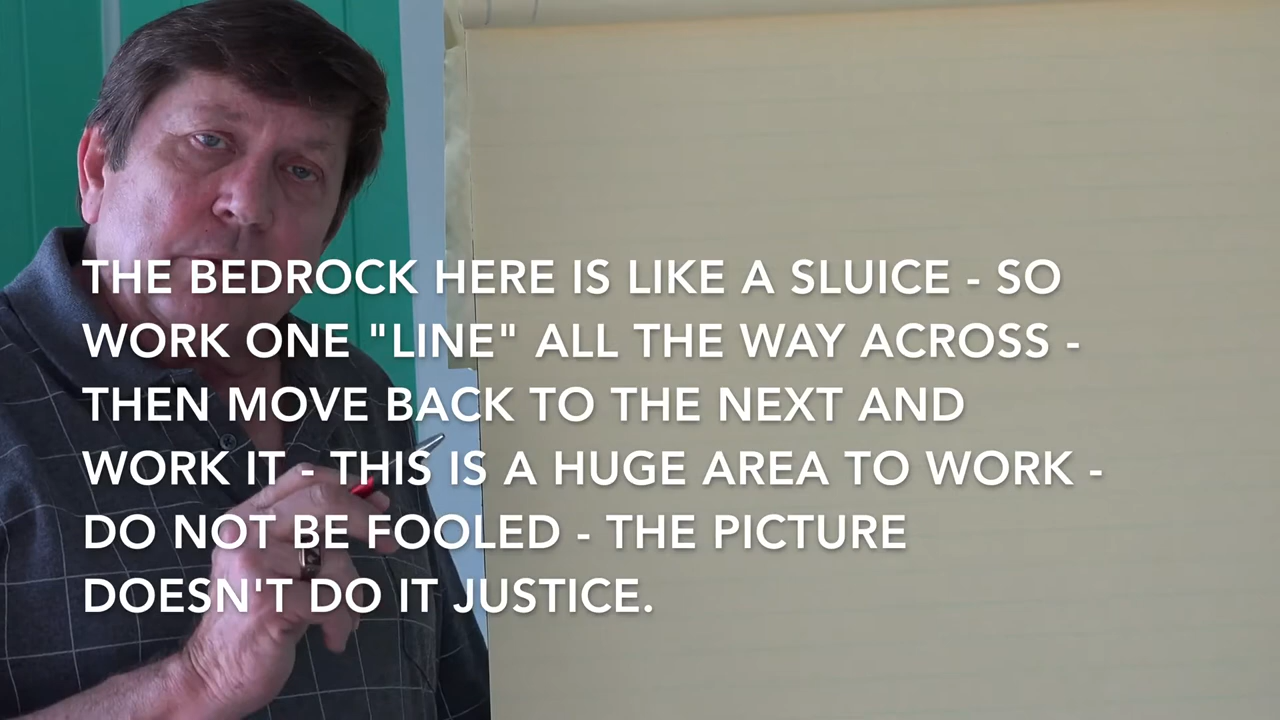 THE BEDROCK HERE IS LIKE A SLUICE - SO
WORK ONE "LINE" ALL THE WAY ACROSS -
THEN MOVE BACK TO THE NEXT AND
WORK IT - THIS IS A HUGE AREA TO WORK -
DO NOT BE FOOLED - THE PICTURE
DOESN'T DO IT JUSTICE.